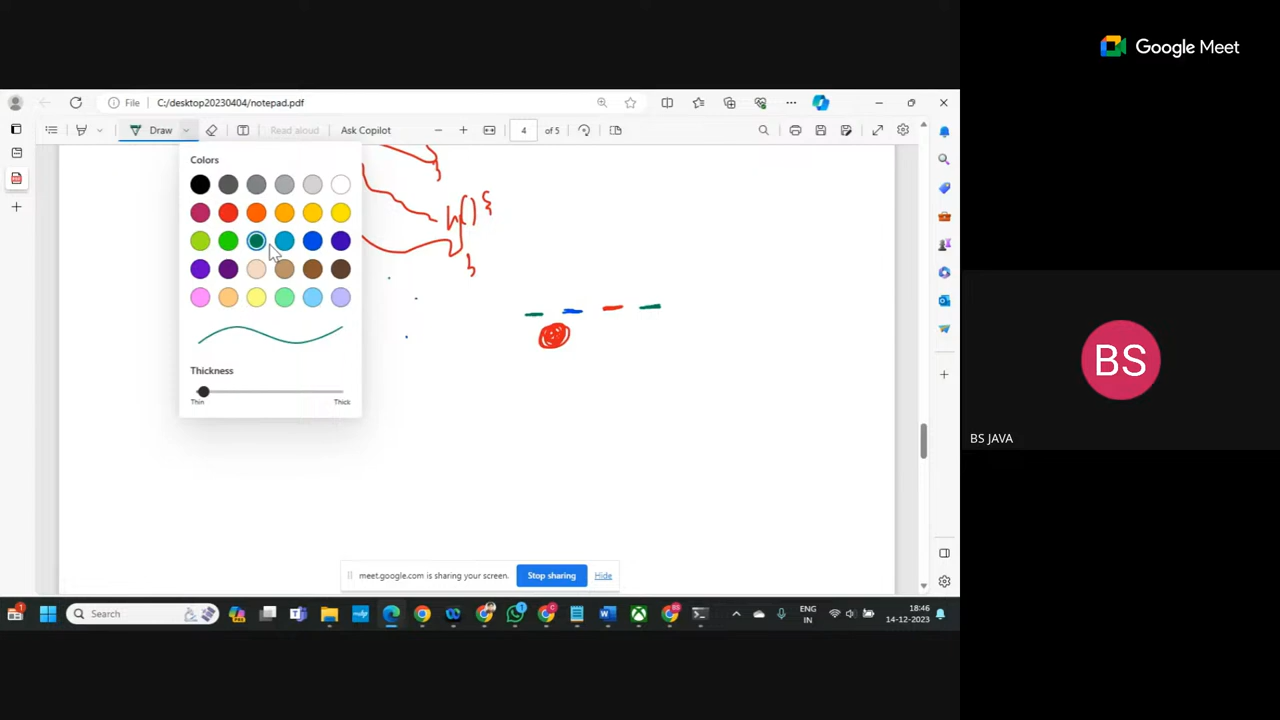 Google Meet
File C:/desktop20230404/notepad.pdf
Draw Read aloud Ask Copilot 4 of 5
Colors
h(){
}
Thickness
Thin Thick
BS
BS JAVA
meet.google.com is sharing your screen. Stop sharing Hide
Search
ENG
IN
18:46
14-12-2023